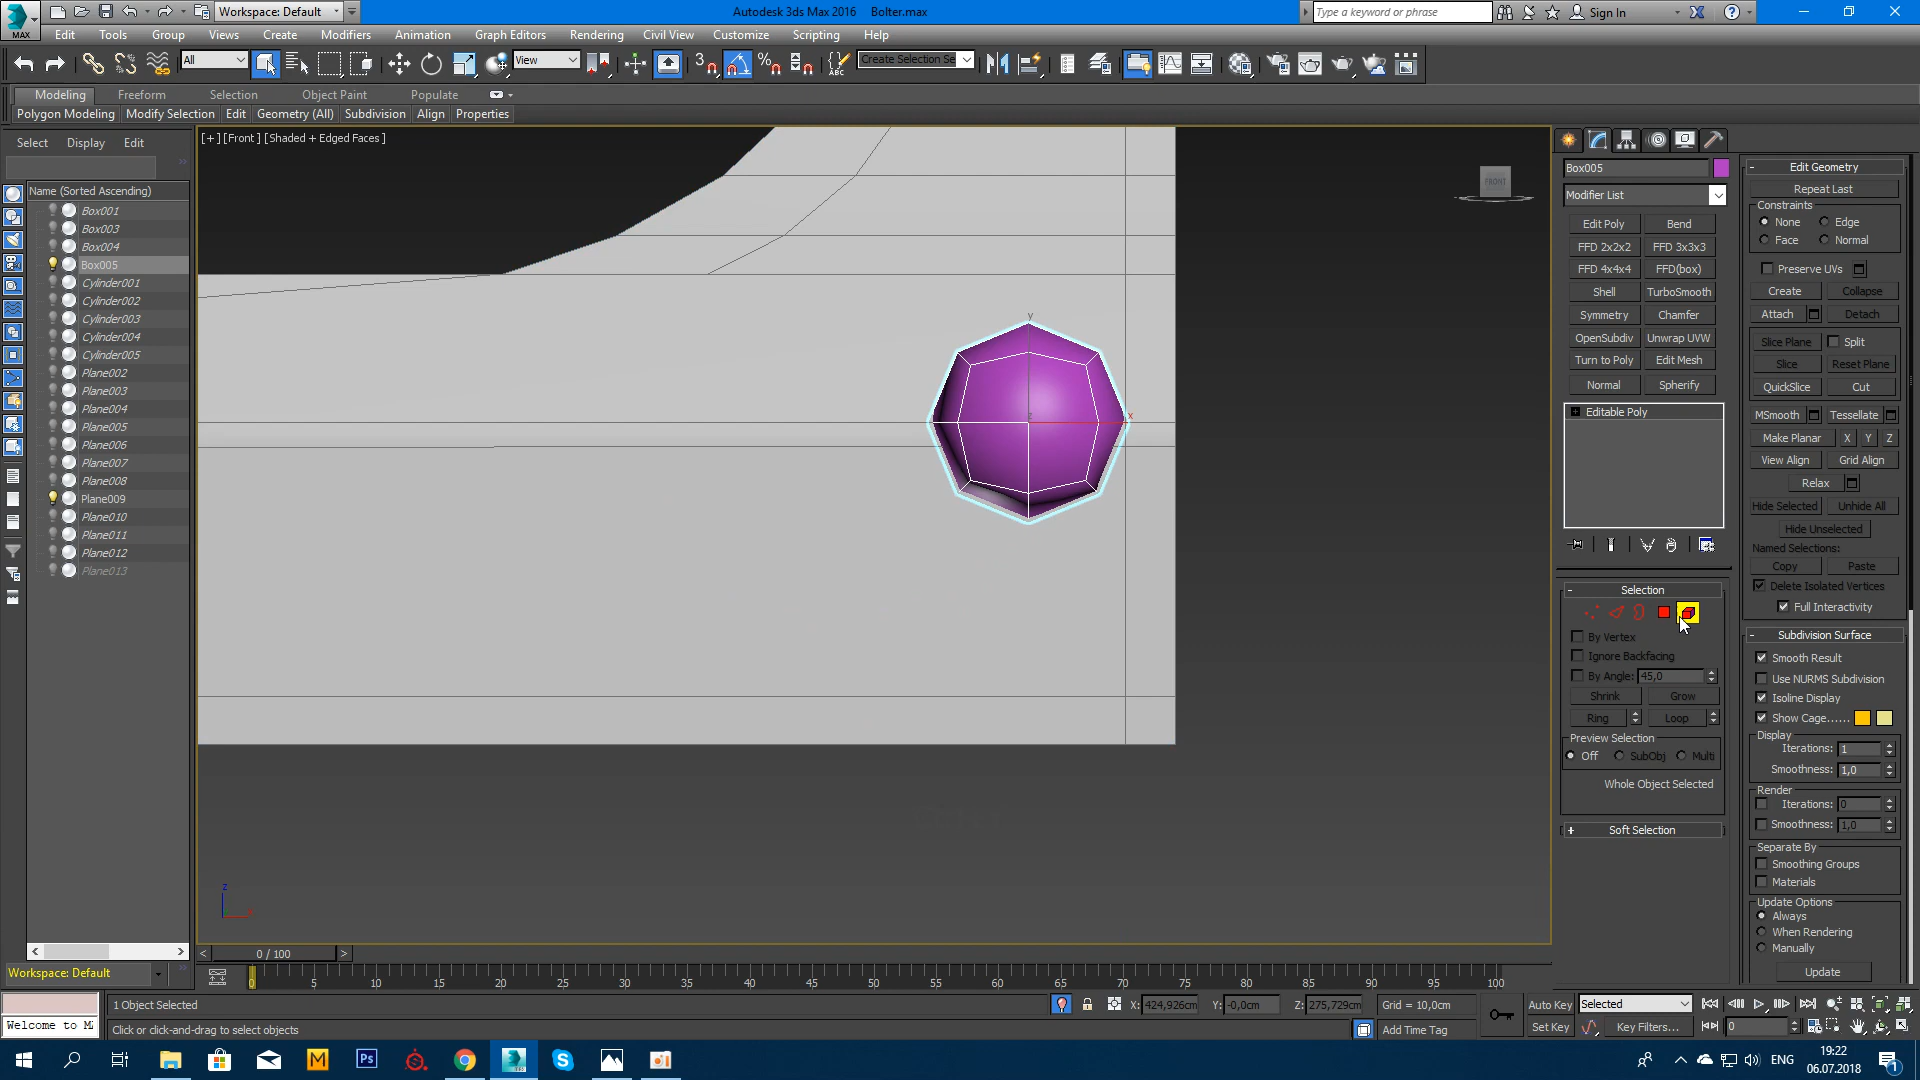 Workspace: Default
Autodesk 3ds Max 2016 Bolter.max
Type a keyword or phrase
Sign In
MAX
Edit Tools Group Views Create Modifiers Animation Graph Editors Rendering Civil View Customize Scripting Help
All
View
3
Create Selection Se
Modeling Freeform Selection Object Paint Populate
Polygon Modeling Modify Selection Edit Geometry (All) Subdivision Align Properties
Select Display Edit
Name (Sorted Ascending)
Box001
Box003
Box004
Box005
Cylinder001
Cylinder002
Cylinder003
Cylinder004
Cylinder005
Plane002
Plane003
Plane004
Plane005
Plane006
Plane007
Plane008
Plane009
Plane010
Plane011
Plane012
Plane013
Workspace: Default
[+] [Front] [Shaded + Edged Faces]
FRONT
y
x
z
z
Box005
Modifier List
Edit Poly Bend
FFD 2x2x2 FFD 3x3x3
FFD 4x4x4 FFD(box)
Shell TurboSmooth
Symmetry Chamfer
OpenSubdiv Unwrap UVW
Turn to Poly Edit Mesh
Normal Spherify
Editable Poly
Selection
By Vertex
Ignore Backfacing
By Angle: 45,0
Shrink Grow
Ring Loop
Preview Selection
Off SubObj Multi
Whole Object Selected
Soft Selection
Edit Geometry
Repeat Last
Constraints
None Edge
Face Normal
Preserve UVs
Create Collapse
Attach Detach
Slice Plane Split
Slice Reset Plane
QuickSlice Cut
MSmooth Tessellate
Make Planar X Y Z
View Align Grid Align
Relax
Hide Selected Unhide All
Hide Unselected
Named Selections:
Copy Paste
Delete Isolated Vertices
Full Interactivity
Subdivision Surface
Smooth Result
Use NURMS Subdivision
Isoline Display
Show Cage......
Display
Iterations: 1
Smoothness: 1,0
Render
Iterations: 0
Smoothness: 1,0
Separate By
Smoothing Groups
Materials
Update Options
Always
When Rendering
Manually
Update
0 / 100
0 5 10 15 20 25 30 35 40 45 50 55 60 65 70 75 80 85 90 95 100
1 Object Selected
X: 424,926cm Y: -0,0cm Z: 275,729cm Grid = 10,0cm
Auto Key Selected
Welcome to M
Click or click-and-drag to select objects
Add Time Tag
Set Key Key Filters... 0
Ps
ENG
19:22
06.07.2018
1